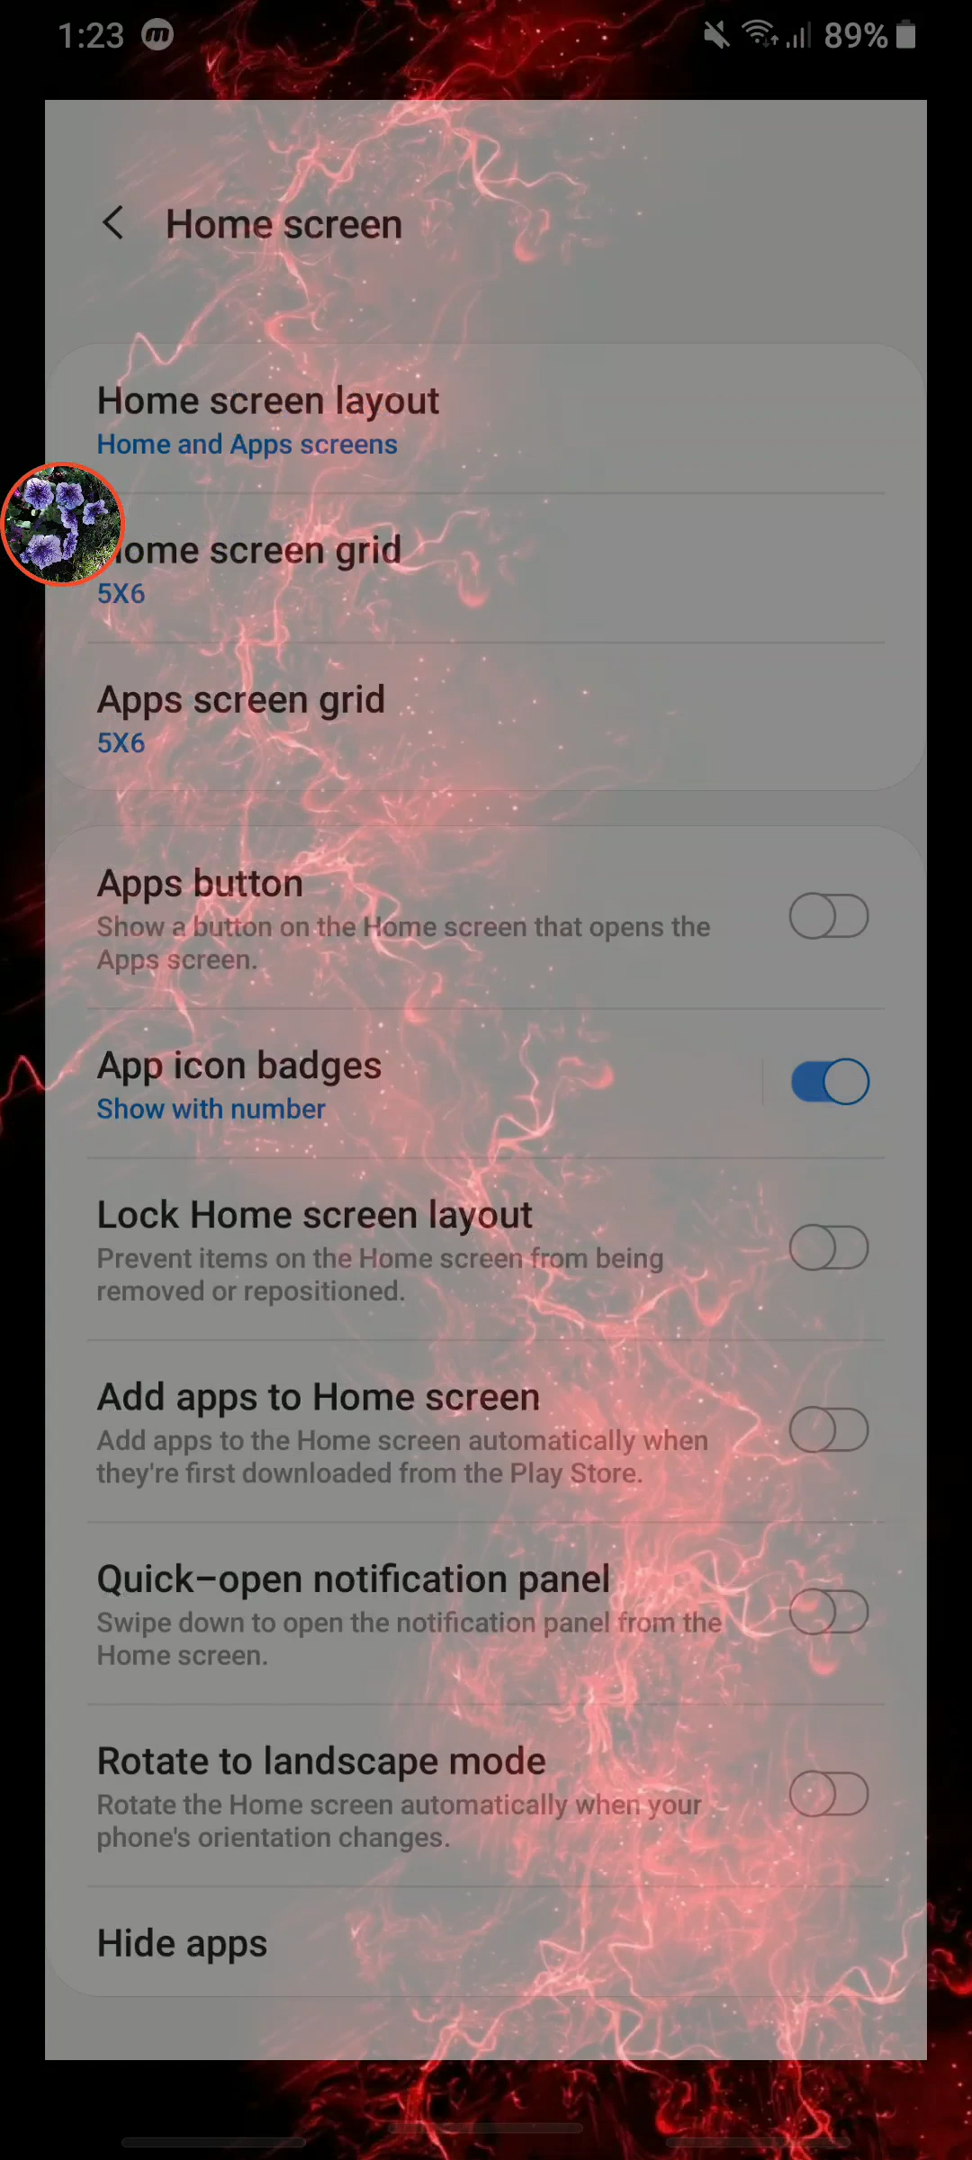 1:23 m 89%
Home screen
Home screen layout
Home and Apps screens
ome screen grid
5X6
Apps screen grid
5X6
Apps button
Show a button on the Home screen that opens the
Apps screen.
App icon badges
Show with number
Lock Home screen layout
Prevent items on the Home screen from being
removed or repositioned.
Add apps to Home screen
Add apps to the Home screen automatically when
they're first downloaded from the Play Store.
Quick-open notification panel
Swipe down to open the notification panel from the
Home screen.
Rotate to landscape mode
Rotate the Home screen automatically when your
phone's orientation changes.
Hide apps